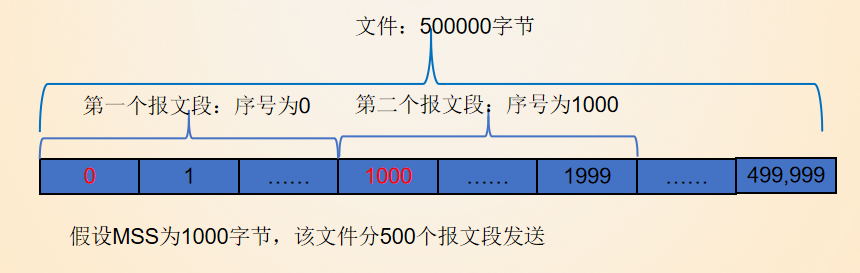 文件：500000字节
第一个报文段：序号为0 第二个报文段：序号为1000
0 1 …… 1000 …… 1999 …… 499,999
假设MSS为1000字节，该文件分500个报文段发送